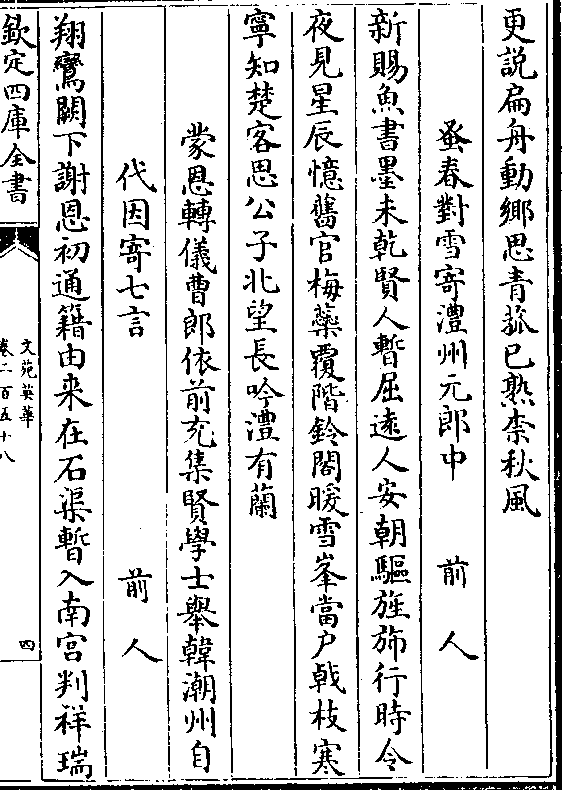 更説扁舟動鄉思青菰已熟柰秋風
蚤春對雪寄澧州元郎中 前人
新賜魚書墨未乾賢人暫屈逺人安朝驅旌斾行時令
夜見星辰憶舊官梅蘂覆階鈴閣暖雪峯當户戟枝寒
寧知楚客思公子北望長吟澧有蘭
蒙恩轉儀曹郎依前充集賢學士舉韓潮州自
代因寄七言 前人
翔鸞闕下謝恩初通籍由来在石渠暫入南宫判祥瑞
欽定四庫全書
文苑英華
卷二百五十八
四